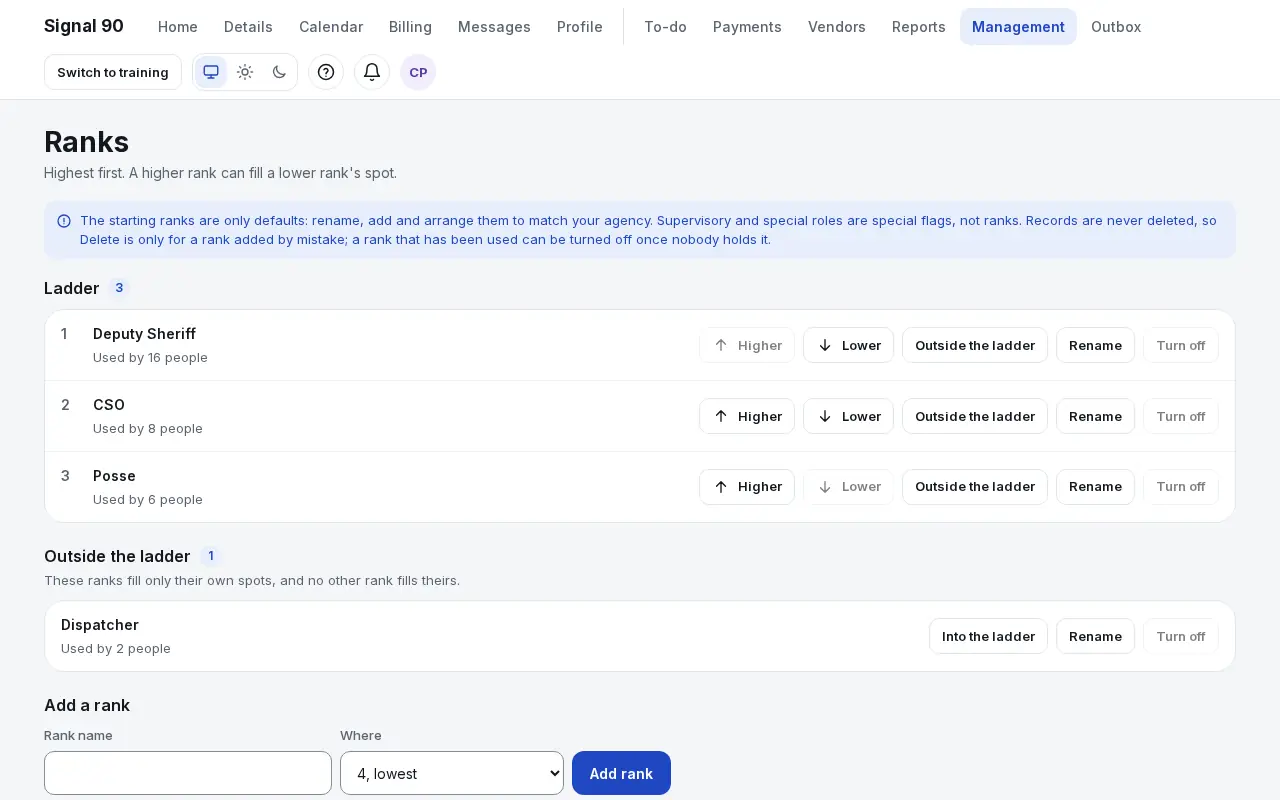 Signal 90 Home Details Calendar Billing Messages Profile To-do Payments Vendors Reports Management Outbox
Switch to training CP
Ranks
Highest first. A higher rank can fill a lower rank's spot.
The starting ranks are only defaults: rename, add and arrange them to match your agency. Supervisory and special roles are special flags, not ranks. Records are never deleted, so
Delete is only for a rank added by mistake; a rank that has been used can be turned off once nobody holds it.
Ladder 3
1 Deputy Sheriff Higher Lower Outside the ladder Rename Turn off
Used by 16 people
2 CSO Higher Lower Outside the ladder Rename Turn off
Used by 8 people
3 Posse Higher Lower Outside the ladder Rename Turn off
Used by 6 people
Outside the ladder 1
These ranks fill only their own spots, and no other rank fills theirs.
Dispatcher Into the ladder Rename Turn off
Used by 2 people
Add a rank
Rank name Where
4, lowest Add rank